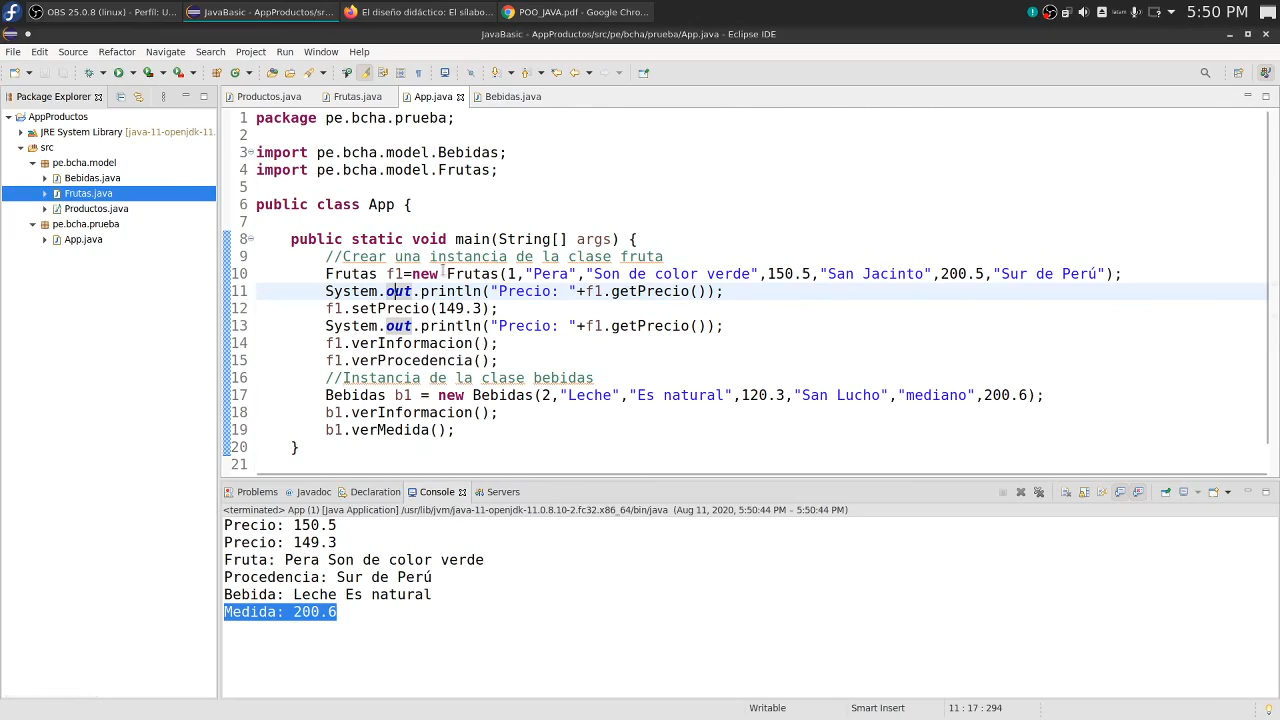 OBS 25.0.8 (linux) - Perfil: U...
JavaBasic - AppProductos/sr...
El diseño didáctico: El sílabo...
POO_JAVA.pdf - Google Chro...
latam
5:50 PM
JavaBasic - AppProductos/src/pe/bcha/prueba/App.java - Eclipse IDE
File Edit Source Refactor Navigate Search Project Run Window Help
Package Explorer
Productos.java Frutas.java App.java Bebidas.java
AppProductos
JRE System Library [java-11-openjdk-11.
src
pe.bcha.model
Bebidas.java
Frutas.java
Productos.java
pe.bcha.prueba
App.java
1 package pe.bcha.prueba;
2
3 import pe.bcha.model.Bebidas;
4 import pe.bcha.model.Frutas;
5
6 public class App {
7
8 public static void main(String[] args) {
9 //Crear una instancia de la clase fruta
10 Frutas f1=new Frutas(1,"Pera","Son de color verde",150.5,"San Jacinto",200.5,"Sur de Perú");
11 System.out.println("Precio: "+f1.getPrecio());
12 f1.setPrecio(149.3);
13 System.out.println("Precio: "+f1.getPrecio());
14 f1.verInformacion();
15 f1.verProcedencia();
16 //Instancia de la clase bebidas
17 Bebidas b1 = new Bebidas(2,"Leche","Es natural",120.3,"San Lucho","mediano",200.6);
18 b1.verInformacion();
19 b1.verMedida();
20 }
21
Problems Javadoc Declaration Console Servers
<terminated> App (1) [Java Application] /usr/lib/jvm/java-11-openjdk-11.0.8.10-2.fc32.x86_64/bin/java (Aug 11, 2020, 5:50:44 PM – 5:50:44 PM)
Precio: 150.5
Precio: 149.3
Fruta: Pera Son de color verde
Procedencia: Sur de Perú
Bebida: Leche Es natural
Medida: 200.6
Writable Smart Insert 11 : 17 : 294